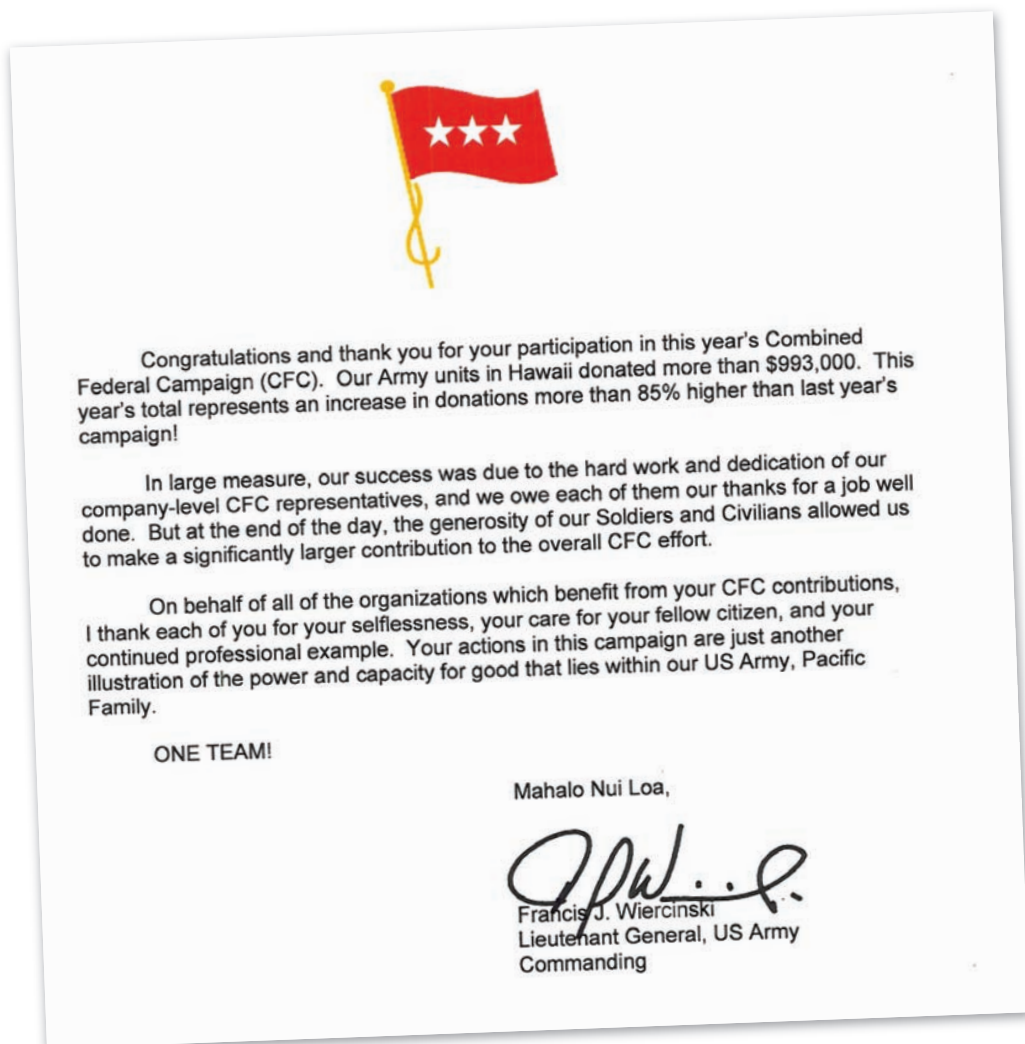 Congratulations and thank you for your participation in this year's Combined
Federal Campaign (CFC).  Our Army units in Hawaii donated more than $993,000.  This
year's total represents an increase in donations more than 85% higher than last year's
campaign!
In large measure, our success was due to the hard work and dedication of our
company-level CFC representatives, and we owe each of them our thanks for a job well
done.  But at the end of the day, the generosity of our Soldiers and Civilians allowed us
to make a significantly larger contribution to the overall CFC effort.
On behalf of all of the organizations which benefit from your CFC contributions,
I thank each of you for your selflessness, your care for your fellow citizen, and your
continued professional example.  Your actions in this campaign are just another
illustration of the power and capacity for good that lies within our US Army, Pacific
Family.
ONE TEAM!
Mahalo Nui Loa,
Francis J. Wiercinski
Lieutenant General, US Army
Commanding